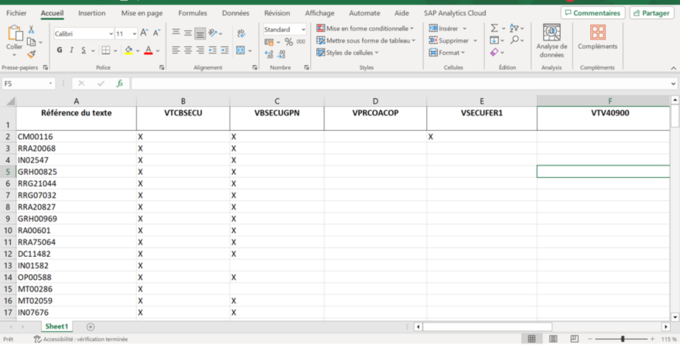 Fichier Accueil Insertion Mise en page Formules Données Révision Affichage Automate Aide SAP Analytics Cloud Commentaires Partager
Coller
Calibri 11
G I S
Standard
Mise en forme conditionnelle
Mettre sous forme de tableau
Styles de cellules
Insérer
Supprimer
Format
Analyse de données
Compléments
Presse-papiers Police Alignement Nombre Styles Cellules Édition Analysis Compléments
F5 fx
A B C D E F
1 Référence du texte VTCBSECU VBSECUGPN VPRCOACOP VSECUFER1 VTV40900
2 CM00116 X X X
3 RRA20068 X X
4 IN02547 X X
5 GRH00825 X X
6 RRG21044 X X
7 RRG07032 X X
8 RRA20827 X X
9 GRH00969 X X
10 RA00601 X X
11 RRA75064 X X
12 DC11482 X X
13 IN01582 X
14 OP00588 X X
15 MT00286 X
16 MT02059 X X
17 IN07676 X X
Sheet1
Prêt Accessibilité : vérification terminée 115 %